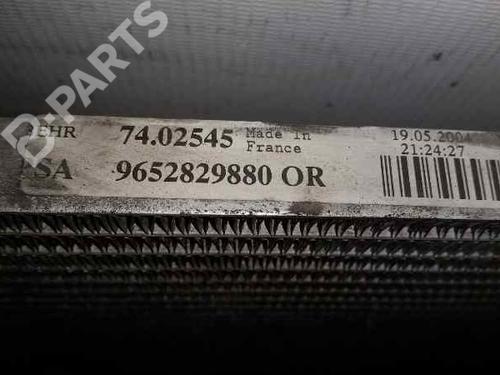 D-PARTS
74.02545 Made In France
19.05.2004
21:24:27
9652829880 OR